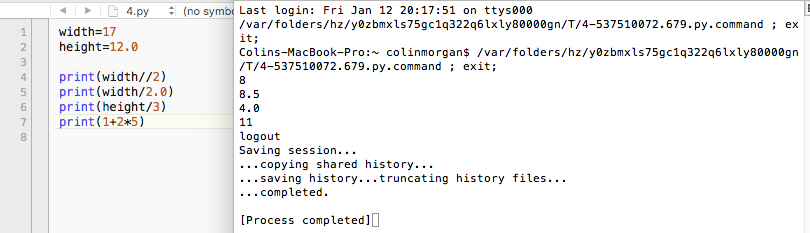 4.py
(no symbo
1 width=17
2 height=12.0
3
4 print(width//2)
5 print(width/2.0)
6 print(height/3)
7 print(1+2*5)
8
Last login: Fri Jan 12 20:17:51 on ttys000
/var/folders/hz/y0zbmxls75gc1q322q6lxly80000gn/T/4-537510072.679.py.command ; ex
it;
Colins-MacBook-Pro:~ colinmorgan$ /var/folders/hz/y0zbmxls75gc1q322q6lxly80000gn
/T/4-537510072.679.py.command ; exit;
8
8.5
4.0
11
logout
Saving session...
...copying shared history...
...saving history...truncating history files...
...completed.
[Process completed]